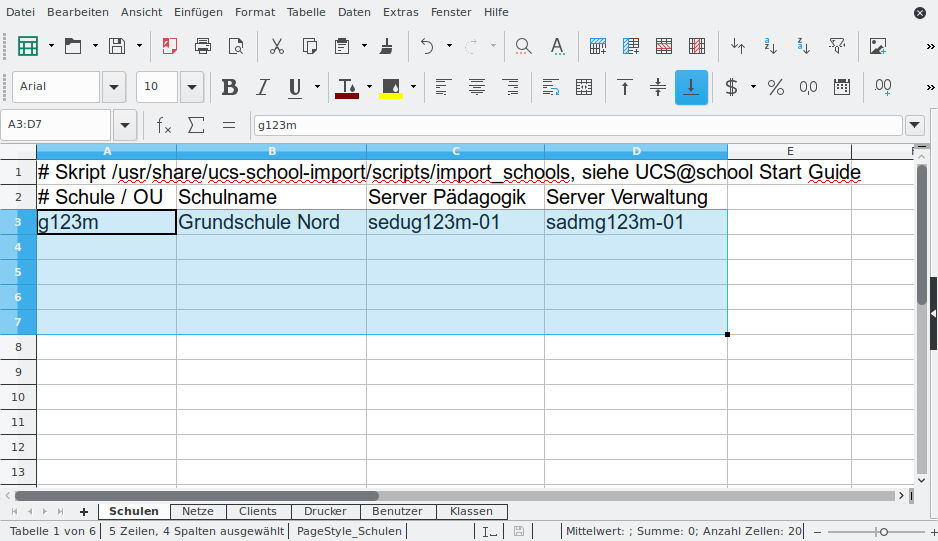 Datei Bearbeiten Ansicht Einfügen Format Tabelle Daten Extras Fenster Hilfe
Arial 10 B I U T $ % 0,0 .00
A3:D7 fx Σ = g123m
A B C D E F
1 # Skript /usr/share/ucs-school-import/scripts/import_schools, siehe UCS@school Start Guide
2 # Schule / OU Schulname Server Pädagogik Server Verwaltung
3 g123m Grundschule Nord sedug123m-01 sadmg123m-01
4
5
6
7
8
9
10
11
12
13
Schulen Netze Clients Drucker Benutzer Klassen
Tabelle 1 von 6 5 Zeilen, 4 Spalten ausgewählt PageStyle_Schulen Mittelwert: ; Summe: 0; Anzahl Zellen: 20